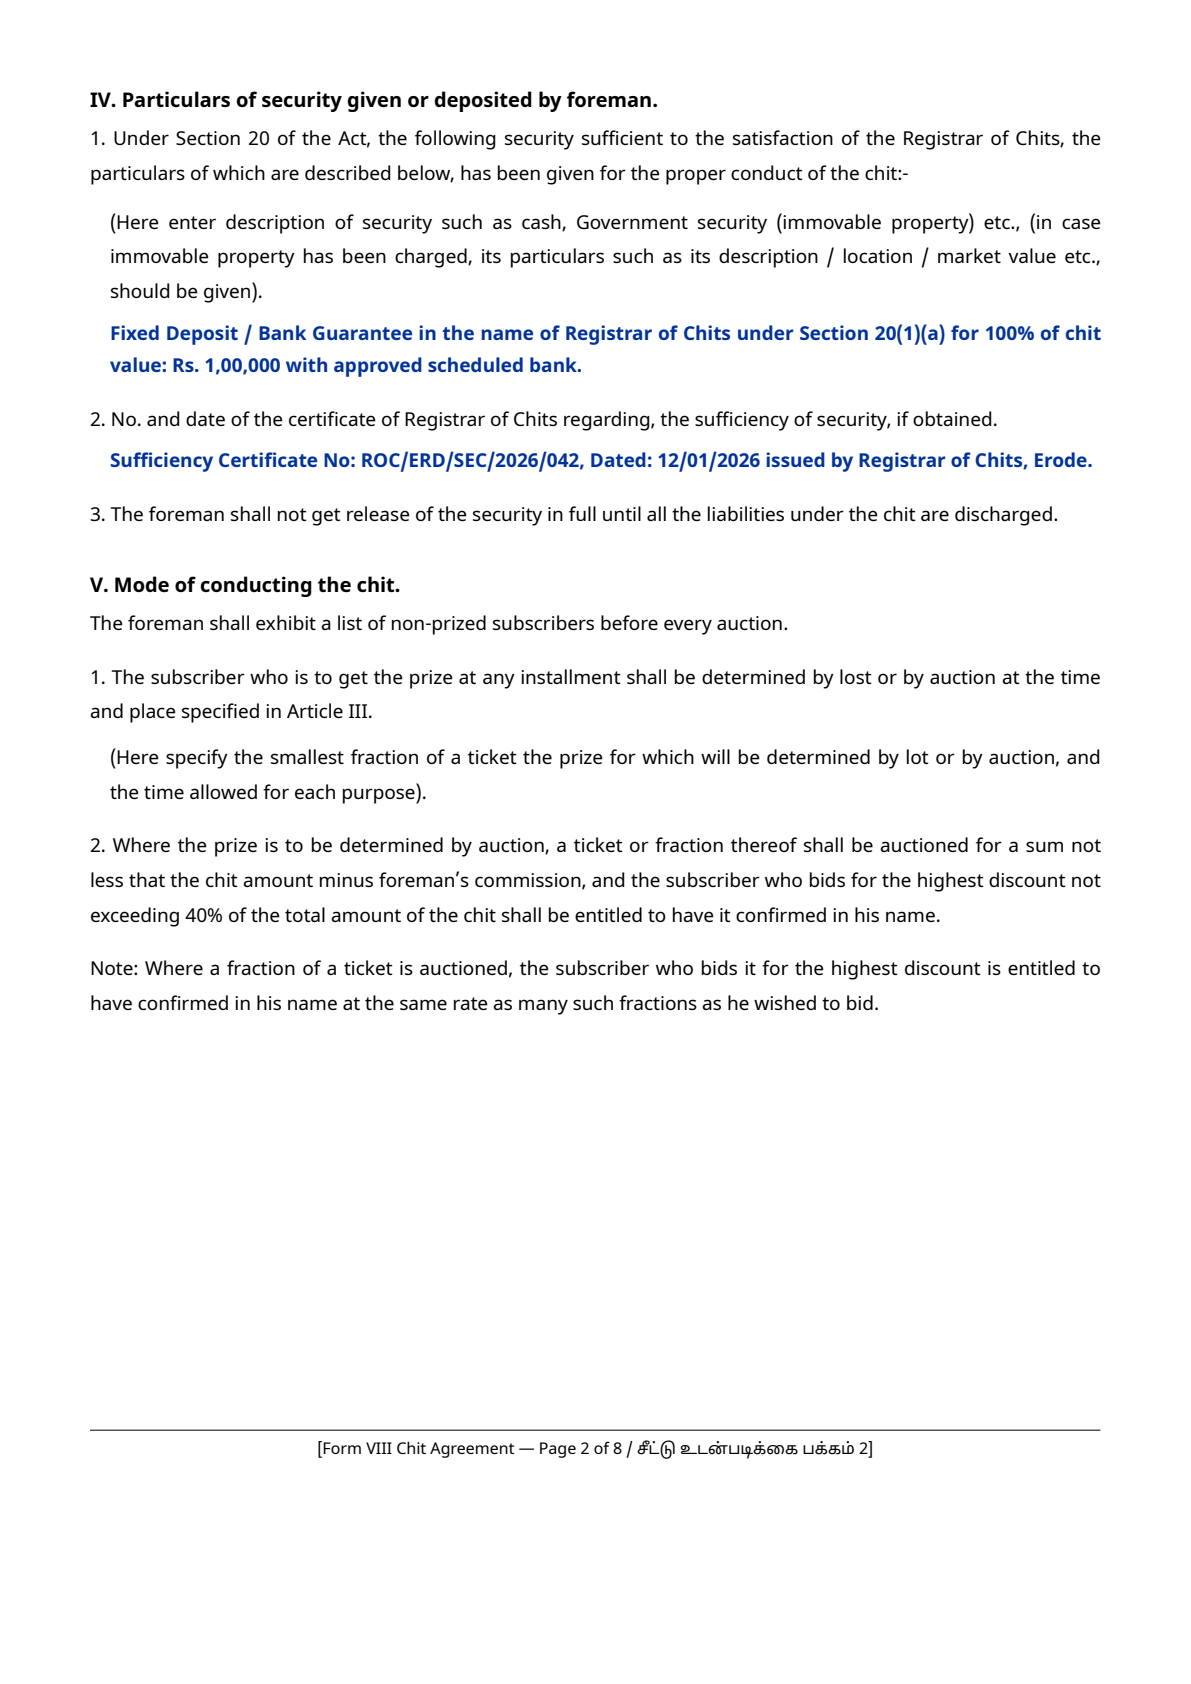 IV. Particulars of security given or deposited by foreman.
1. Under Section 20 of the Act, the following security sufficient to the satisfaction of the Registrar of Chits, the
particulars of which are described below, has been given for the proper conduct of the chit:-
(Here enter description of security such as cash, Government security (immovable property) etc., (in case
immovable property has been charged, its particulars such as its description / location / market value etc.,
should be given).
Fixed Deposit / Bank Guarantee in the name of Registrar of Chits under Section 20(1)(a) for 100% of chit
value: Rs. 1,00,000 with approved scheduled bank.
2. No. and date of the certificate of Registrar of Chits regarding, the sufficiency of security, if obtained.
Sufficiency Certificate No: ROC/ERD/SEC/2026/042, Dated: 12/01/2026 issued by Registrar of Chits, Erode.
3. The foreman shall not get release of the security in full until all the liabilities under the chit are discharged.
V. Mode of conducting the chit.
The foreman shall exhibit a list of non-prized subscribers before every auction.
1. The subscriber who is to get the prize at any installment shall be determined by lost or by auction at the time
and place specified in Article III.
(Here specify the smallest fraction of a ticket the prize for which will be determined by lot or by auction, and
the time allowed for each purpose).
2. Where the prize is to be determined by auction, a ticket or fraction thereof shall be auctioned for a sum not
less that the chit amount minus foreman’s commission, and the subscriber who bids for the highest discount not
exceeding 40% of the total amount of the chit shall be entitled to have it confirmed in his name.
Note: Where a fraction of a ticket is auctioned, the subscriber who bids it for the highest discount is entitled to
have confirmed in his name at the same rate as many such fractions as he wished to bid.
[Form VIII Chit Agreement — Page 2 of 8 / சீட்டு உடன்படிக்கை பக்கம் 2]